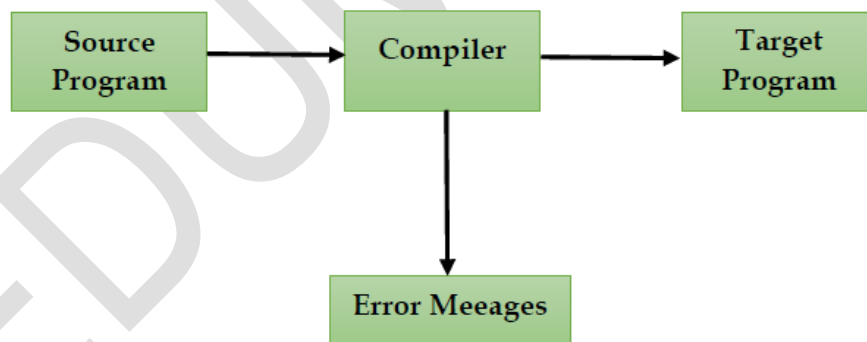 Source
Program
Compiler
Target
Program
Error Meeages